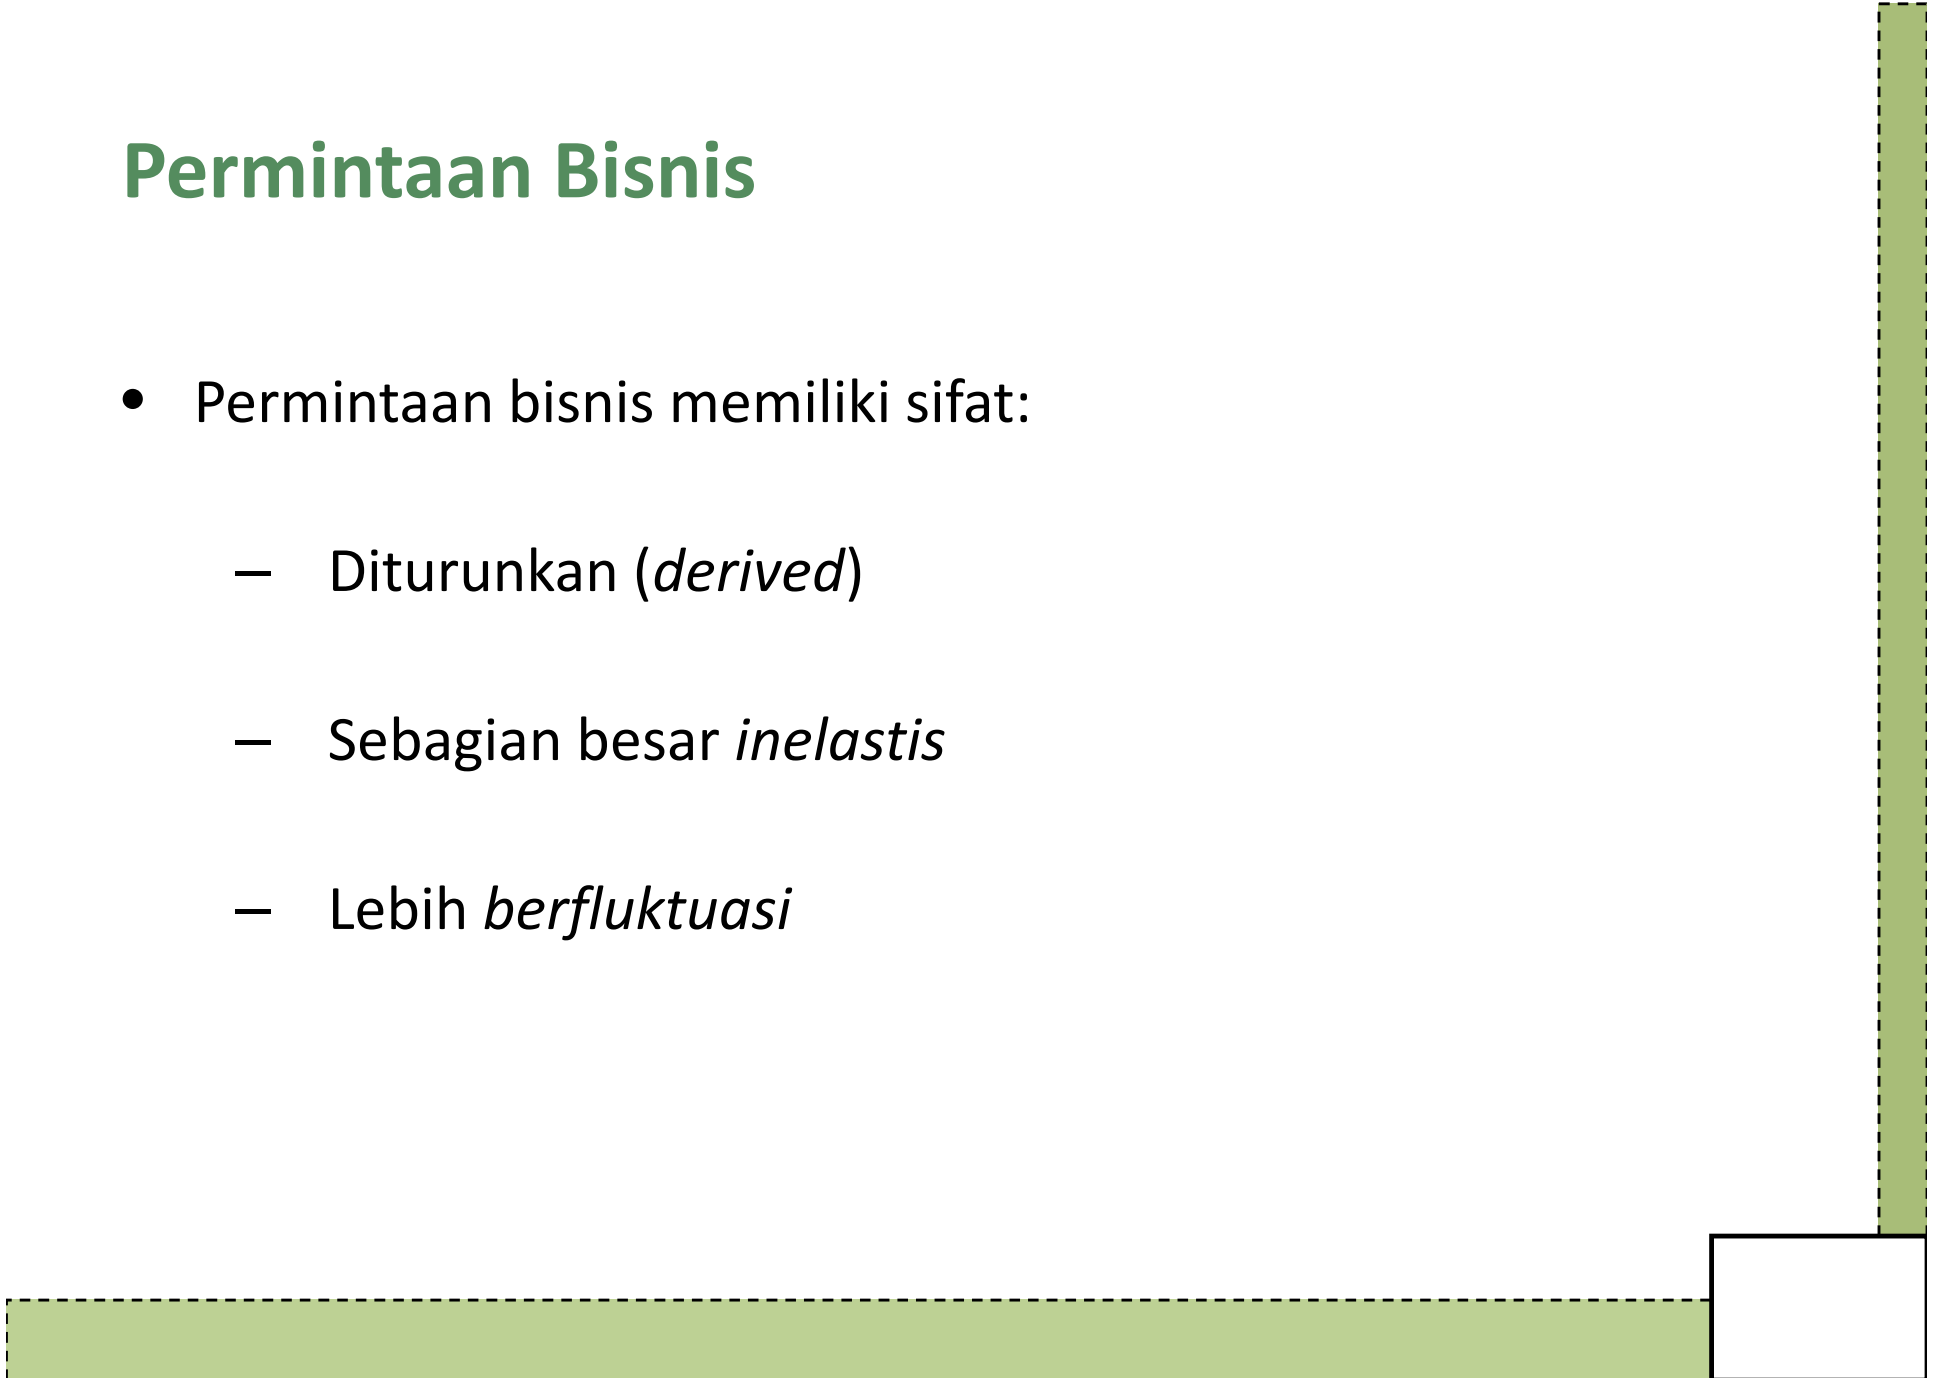 Permintaan Bisnis
• Permintaan bisnis memiliki sifat:
– Diturunkan (derived)
– Sebagian besar inelastis
– Lebih berfluktuasi